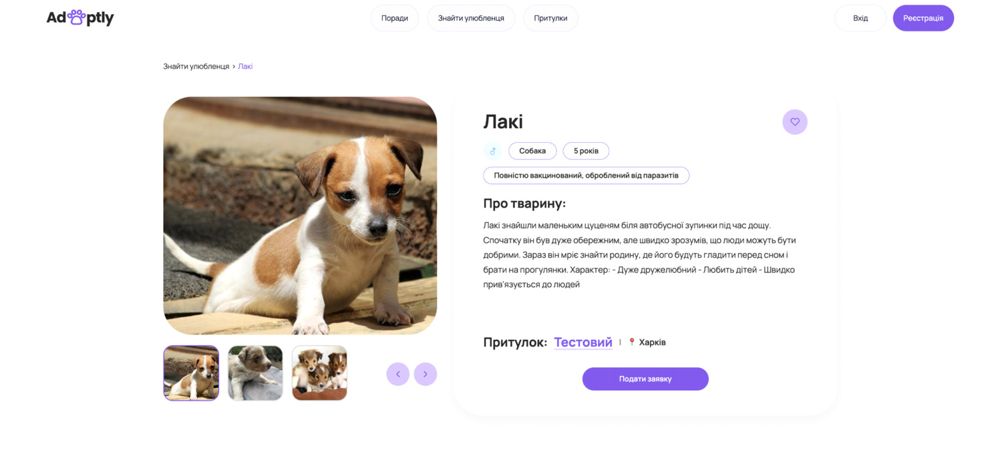 Ad ptly
Поради
Знайти улюбленця
Притулки
Вхід
Реєстрація
Знайти улюбленця > Лакі
Лакі
♂
Собака
5 років
Повністю вакцинований, оброблений від паразитів
Про тварину:
Лакі знайшли маленьким цуценям біля автобусної зупинки під час дощу.
Спочатку він був дуже обережним, але швидко зрозумів, що люди можуть бути
добрими. Зараз він мріє знайти родину, де його будуть гладити перед сном і
брати на прогулянки. Характер: - Дуже дружелюбний - Любить дітей - Швидко
прив'язується до людей
Притулок: Тестовий | 📍 Харків
Подати заявку